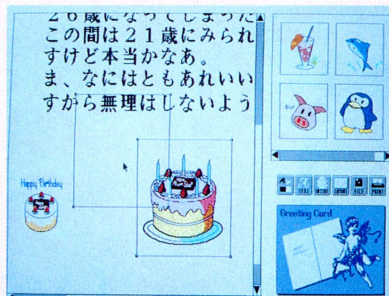 26歳になってしまった
この間は21歳にみられ
すけど本当かなあ。
ま、なにはともあれいい
すから無理はしないよう
Happy Birthday
Greeting Card